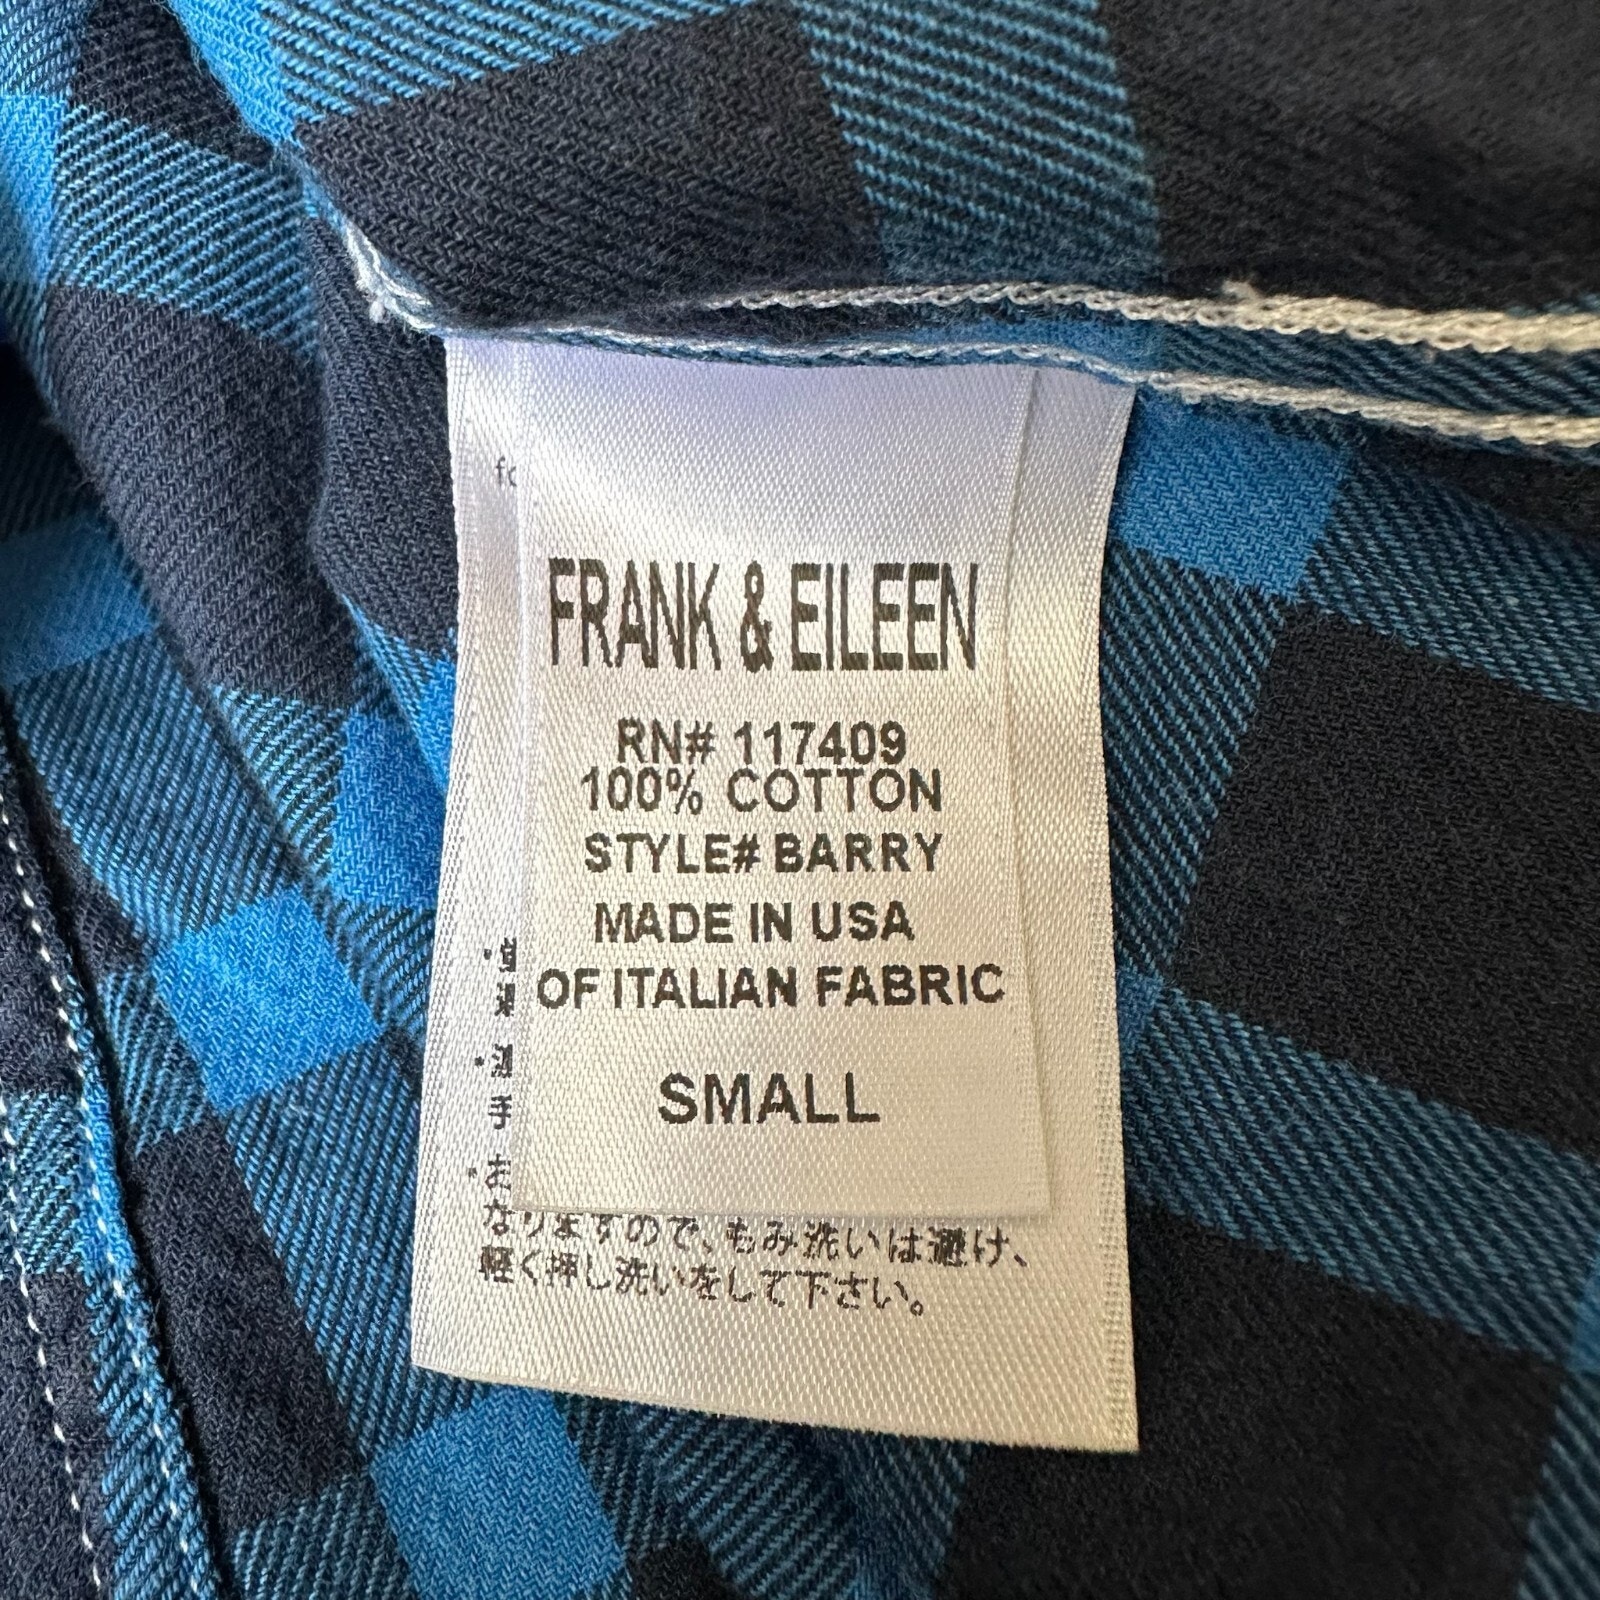 FRANK & EILEEN
RN# 117409
100% COTTON
STYLE# BARRY
MADE IN USA
OF ITALIAN FABRIC
SMALL
なりますので、もみ洗いは避け、
軽く押し洗いをして下さい。